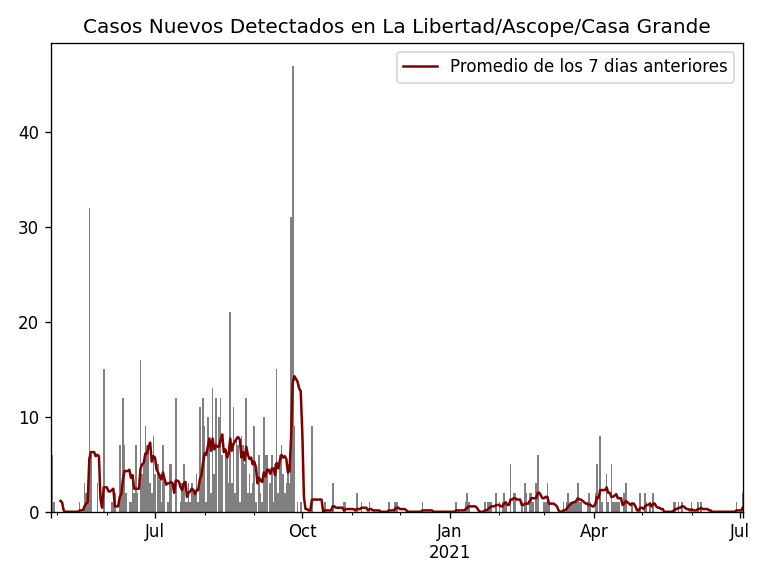 Casos Nuevos Detectados en La Libertad/Ascope/Casa Grande
Promedio de los 7 dias anteriores
40
30
20
10
0
Jul
Oct
Jan
2021
Apr
Jul